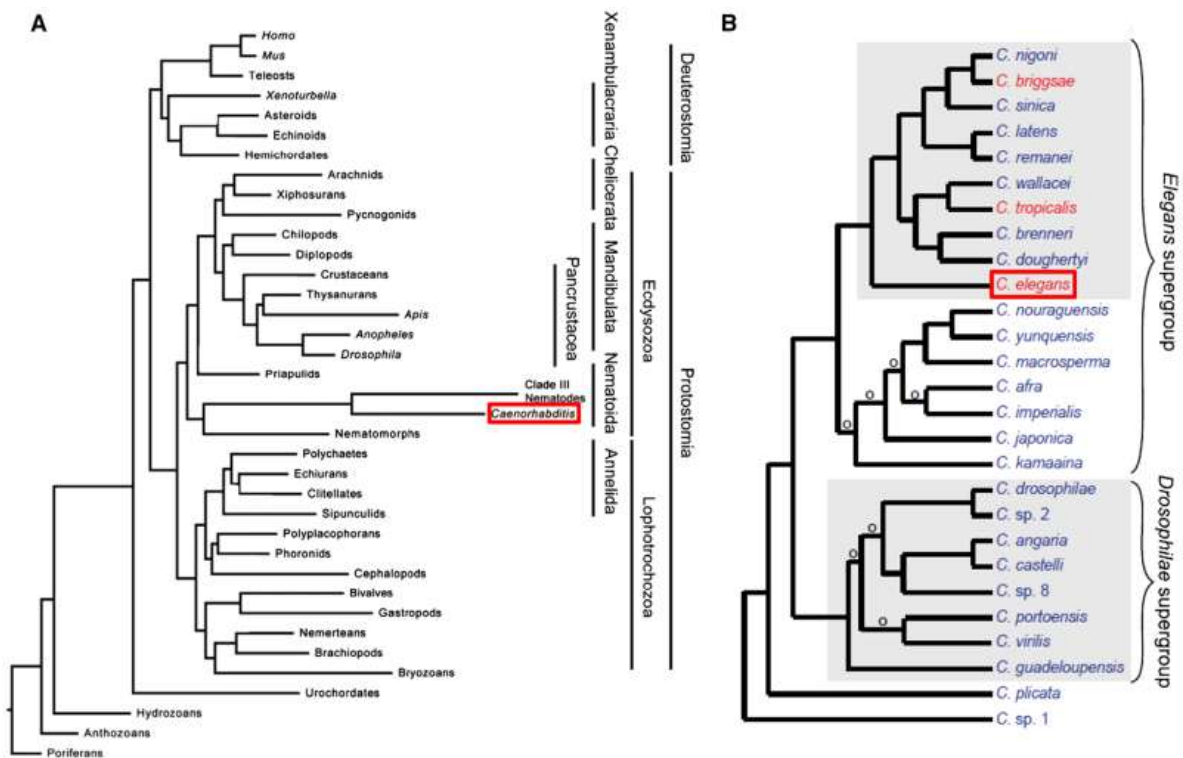 A
Homo
Mus
Teleosts
Xenoturbella
Asteroids
Echinoids
Hemichordates
Arachnids
Xiphosurans
Pycnogonids
Chilopods
Diplopods
Crustaceans
Thysanurans
Apis
Anopheles
Drosophila
Priapulids
Clade III
Nematodes
Caenorhabditis
Nematomorphs
Polychaetes
Echiurans
Clitellates
Sipunculids
Polyplacophorans
Phoronids
Cephalopods
Bivalves
Gastropods
Nemerteans
Brachiopods
Bryozoans
Urochordates
Hydrozoans
Anthozoans
Poriferans
Xenambulacraria
Chelicerata
Mandibulata
Pancrustacea
Nematoida
Annelida
Ecdysozoa
Lophotrochozoa
Deuterostomia
Protostomia
B
C. nigoni
C. briggsae
C. sinica
C. latens
C. remanei
C. wallacei
C. tropicalis
C. brenneri
C. doughertyi
C. elegans
C. nouraguensis
C. yunquensis
C. macrosperma
C. afra
C. imperialis
C. japonica
C. kamaaina
C. drosophilae
C. sp. 2
C. angaria
C. castelli
C. sp. 8
C. portoensis
C. virilis
C. guadeloupensis
C. plicata
C. sp. 1
Elegans supergroup
Drosophilae supergroup